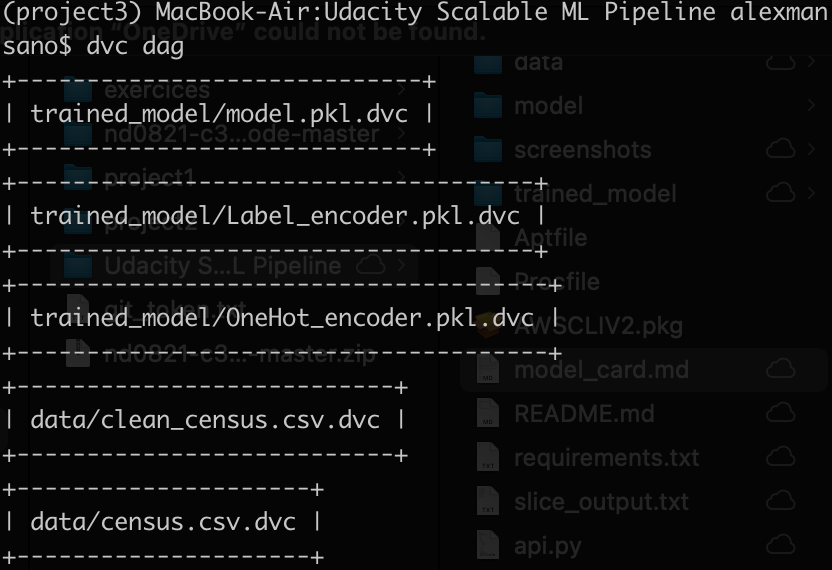 (project3) MacBook-Air:Udacity Scalable ML Pipeline alexman
sano$ dvc dag
plication “OneDrive” could not be found.
+-----------------------------+
| trained_model/model.pkl.dvc |
+-----------------------------+
+-------------------------------------+
| trained_model/Label_encoder.pkl.dvc |
+-------------------------------------+
+--------------------------------------+
| trained_model/OneHot_encoder.pkl.dvc |
+--------------------------------------+
+---------------------------+
| data/clean_census.csv.dvc |
+---------------------------+
+---------------------+
| data/census.csv.dvc |
+---------------------+
exercices
nd0821-c3...ode-master
project1
project2
Udacity S...L Pipeline
git_token.txt
nd0821-c3...-master.zip
data
model
screenshots
trained_model
Aptfile
Procfile
AWSCLIV2.pkg
model_card.md
README.md
requirements.txt
slice_output.txt
api.py